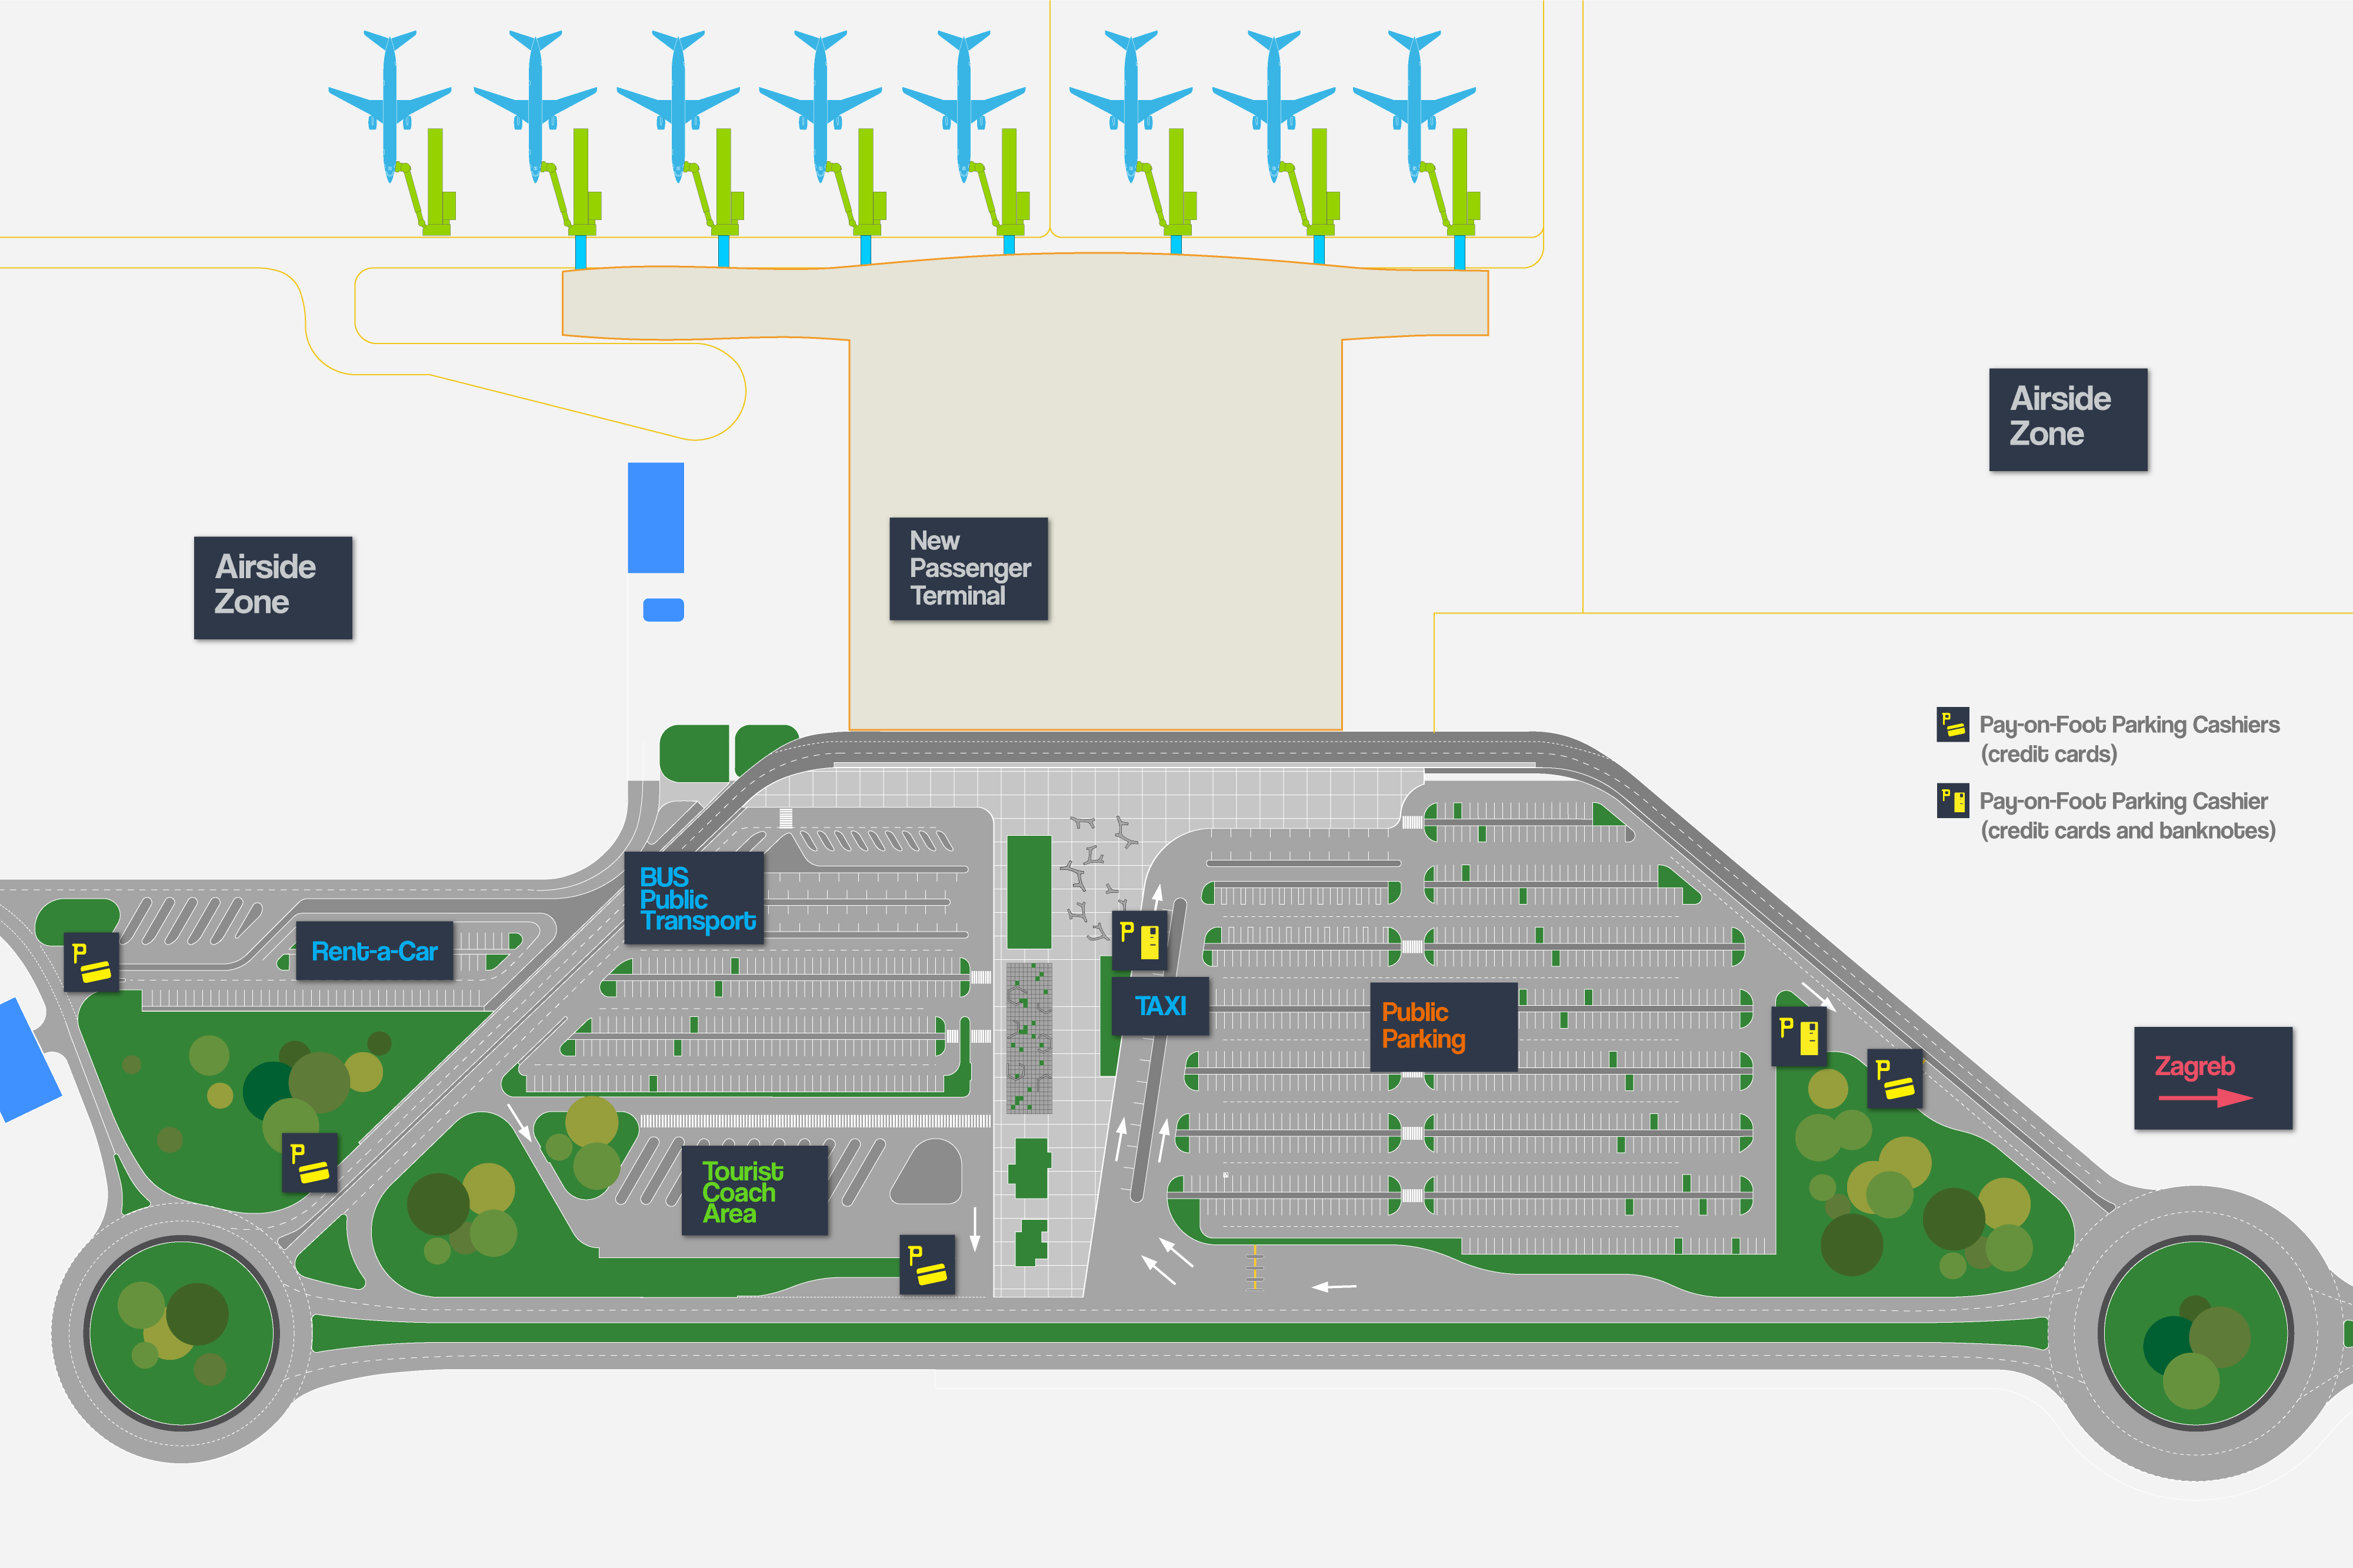 Airside
Zone
Airside
Zone
New
Passenger
Terminal
P
Pay-on-Foot Parking Cashiers
(credit cards)
P
Pay-on-Foot Parking Cashier
(credit cards and banknotes)
BUS
Public
Transport
P
Rent-a-Car
P
TAXI
Public
Parking
P
P
Zagreb
P
Tourist
Coach
Area
P